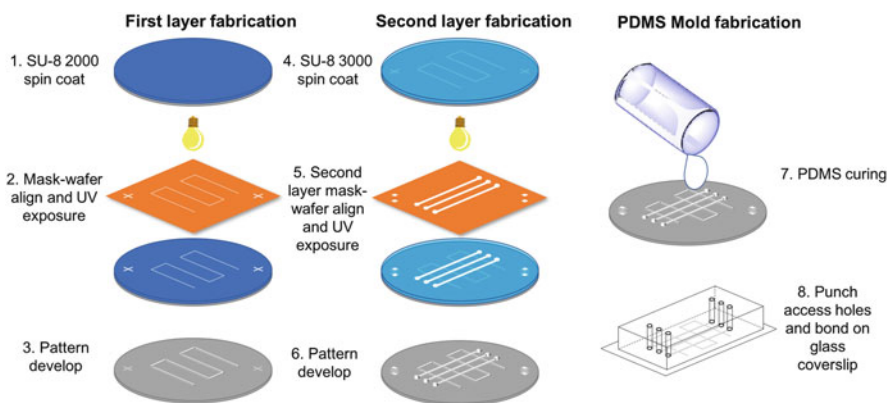 First layer fabrication
1. SU-8 2000
spin coat
2. Mask-wafer
align and UV
exposure
3. Pattern
develop
Second layer fabrication
4. SU-8 3000
spin coat
5. Second
layer mask-
wafer align
and UV
exposure
6. Pattern
develop
PDMS Mold fabrication
7. PDMS curing
8. Punch
access holes
and bond on
glass
coverslip